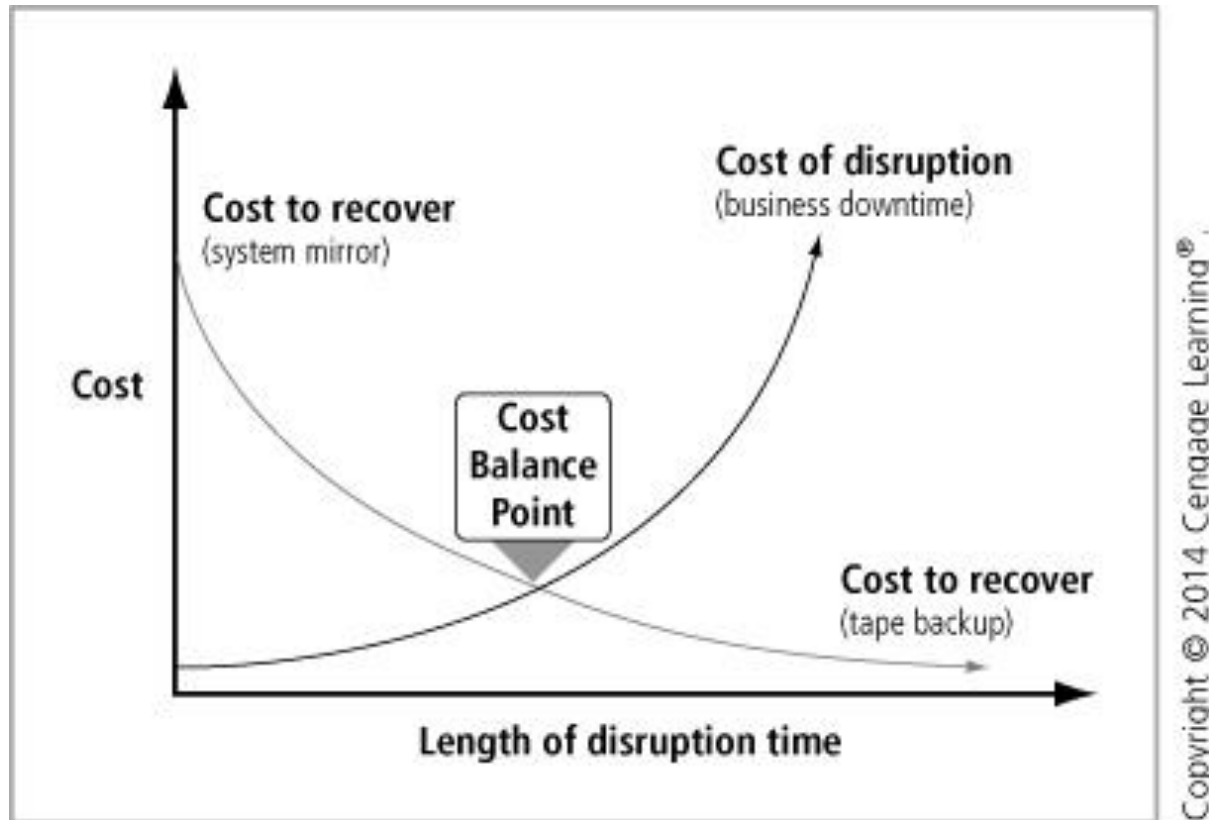 Cost to recover
(system mirror)
Cost of disruption
(business downtime)
Cost
Cost
Balance
Point
Cost to recover
(tape backup)
Length of disruption time
Copyright © 2014 Cengage Learning®.